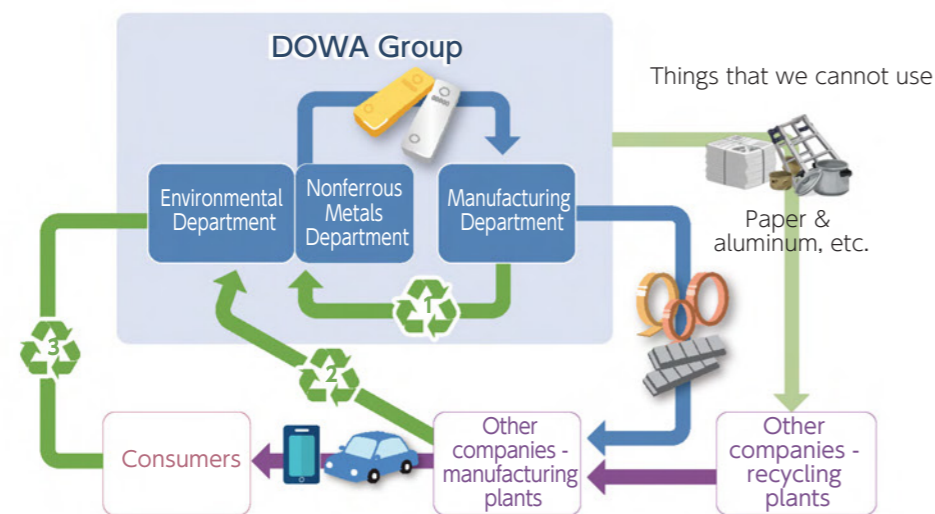 DOWA Group
Things that we cannot use
Environmental
Department
Nonferrous
Metals
Department
Manufacturing
Department
Paper &
aluminum, etc.
1
3
2
Consumers
Other
companies -
manufacturing
plants
Other
companies -
recycling
plants